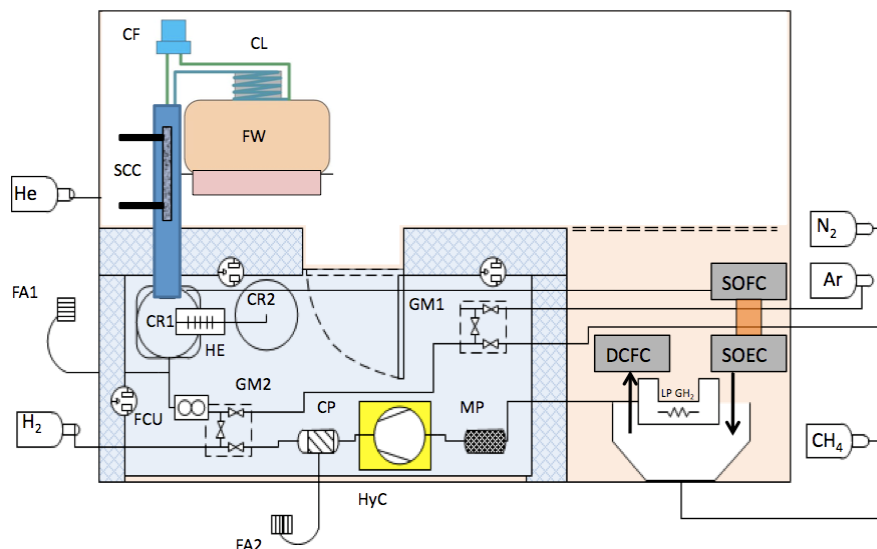 CF
CL
FW
SCC
He
N₂
Ar
SOFC
FA1
CR2
CR1
GM1
HE
DCFC
SOEC
GM2
LP GH₂
CP
MP
FCU
H₂
CH₄
HyC
FA2